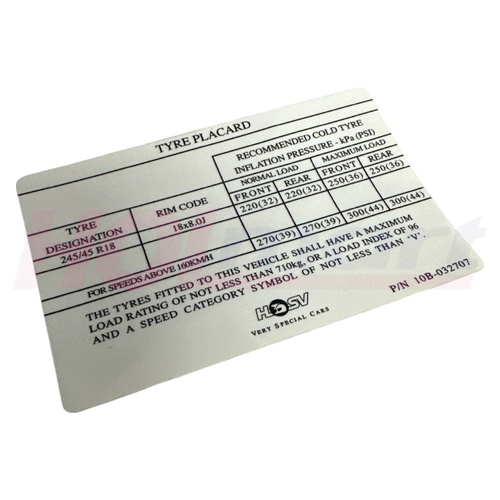 TYRE PLACARD
RECOMMENDED COLD TYRE
INFLATION PRESSURE - kPa (PSI)
NORMAL LOAD MAXIMUM LOAD
TYRE DESIGNATION RIM CODE FRONT REAR FRONT REAR
245/45 R18 18x8.0J 220(32) 220(32) 250(36) 250(36)
FOR SPEEDS ABOVE 160KM/H 270(39) 270(39) 300(44) 300(44)
THE TYRES FITTED TO THIS VEHICLE SHALL HAVE A MAXIMUM
LOAD RATING OF NOT LESS THAN 710kg, OR A LOAD INDEX OF 96
AND A SPEED CATEGORY SYMBOL OF NOT LESS THAN 'V'.
HSV
VERY SPECIAL CARS
P/N 10B-032707